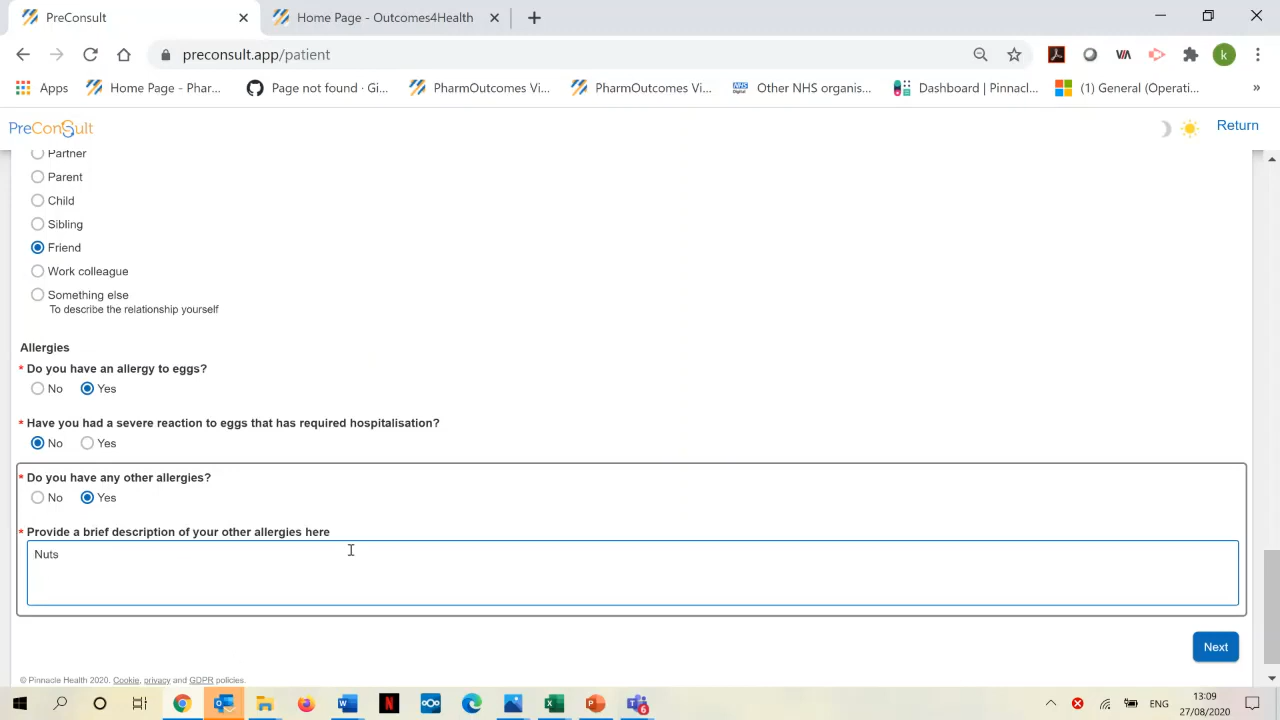 PreConsult
Home Page - Outcomes4Health
preconsult.app/patient
Apps
Home Page - Phar...
Page not found · Gi...
PharmOutcomes Vi...
PharmOutcomes Vi...
Other NHS organis...
Dashboard | Pinnacl...
(1) General (Operati...
»
PreConSult
Return
Partner
Parent
Child
Sibling
Friend
Work colleague
Something else
To describe the relationship yourself
Allergies
* Do you have an allergy to eggs?
No Yes
* Have you had a severe reaction to eggs that has required hospitalisation?
No Yes
* Do you have any other allergies?
No Yes
* Provide a brief description of your other allergies here
Nuts
Next
© Pinnacle Health 2020. Cookie, privacy and GDPR policies.
ENG
13:09
27/08/2020